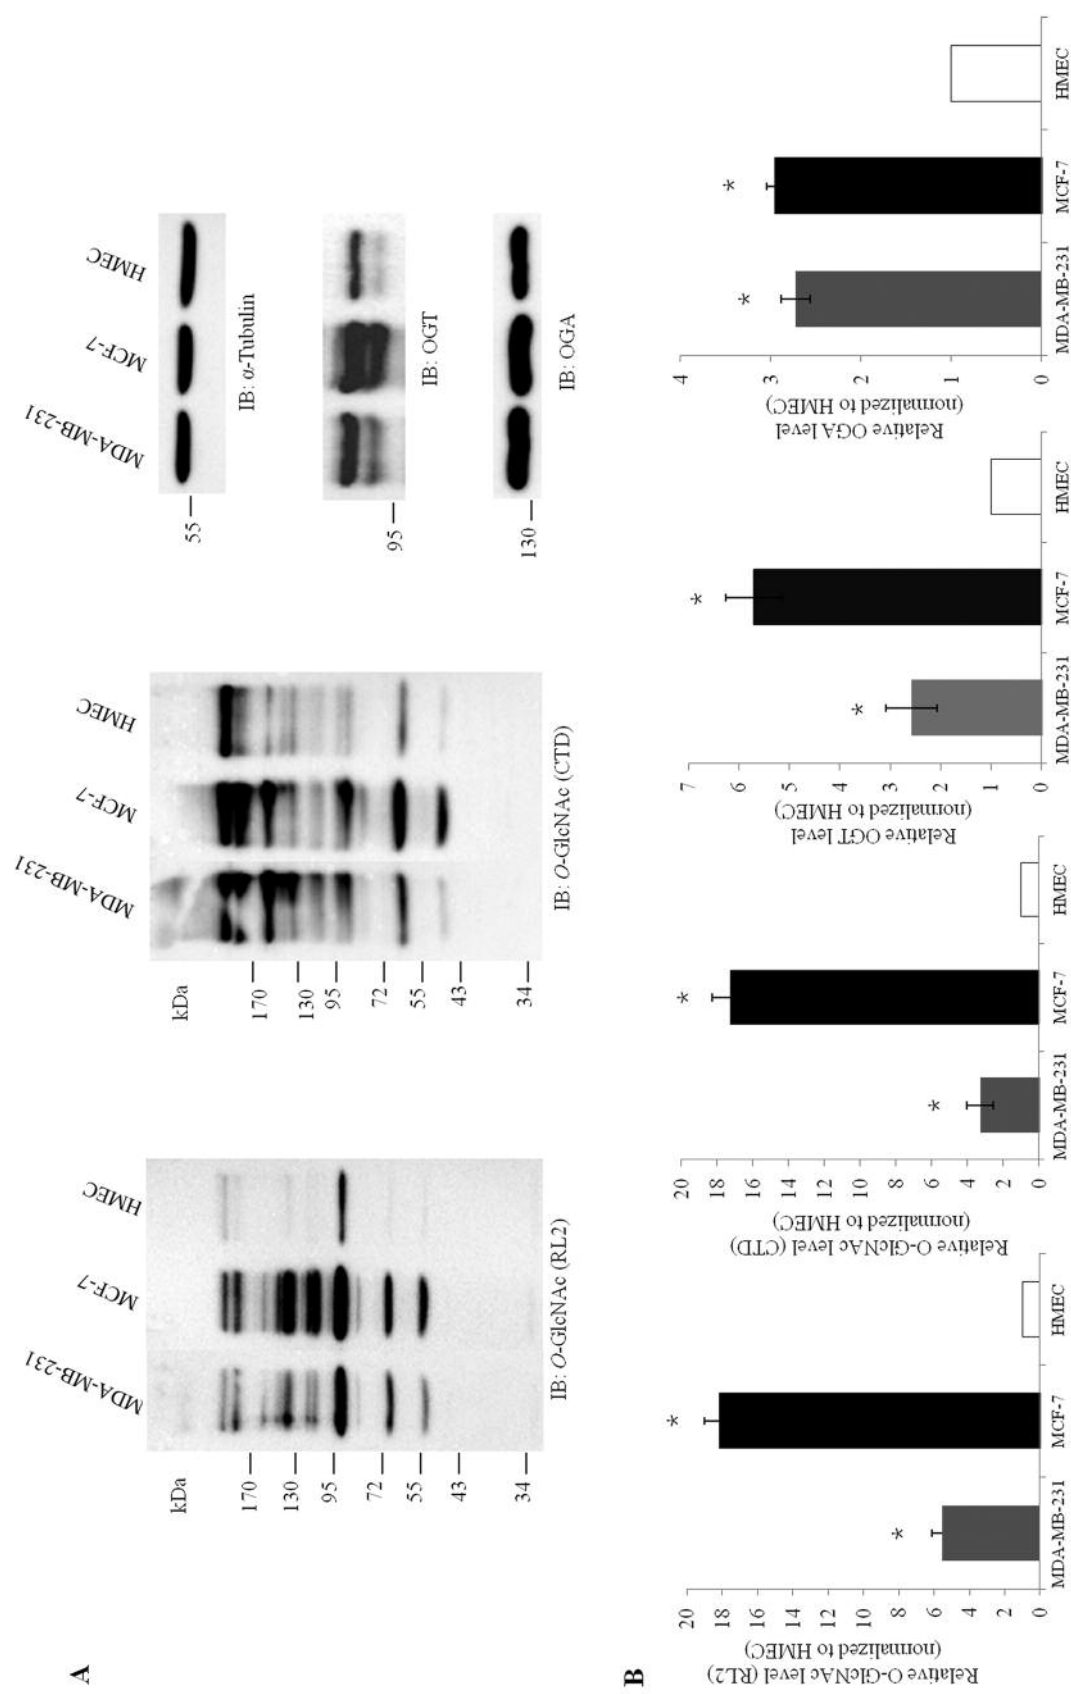 A
kDa
170
130
95
72
55
43
34
MDA-MB-231
MCF-7
HMEC
IB: O-GlcNAc (RL2)
kDa
170
130
95
72
55
43
34
MDA-MB-231
MCF-7
HMEC
IB: O-GlcNAc (CTD)
MDA-MB-231
MCF-7
HMEC
55
IB: α-Tubulin
95
IB: OGT
130
IB: OGA
B
Relative O-GlcNAc level (RL2)
(normalized to HMEC)
20
18
16
14
12
10
8
6
4
2
0
*
*
MDA-MB-231
MCF-7
HMEC
Relative O-GlcNAc level (CTD)
(normalized to HMEC)
20
18
16
14
12
10
8
6
4
2
0
*
*
MDA-MB-231
MCF-7
HMEC
Relative OGT level
(normalized to HMEC)
7
6
5
4
3
2
1
0
*
*
MDA-MB-231
MCF-7
HMEC
Relative OGA level
(normalized to HMEC)
4
3
2
1
0
*
*
MDA-MB-231
MCF-7
HMEC